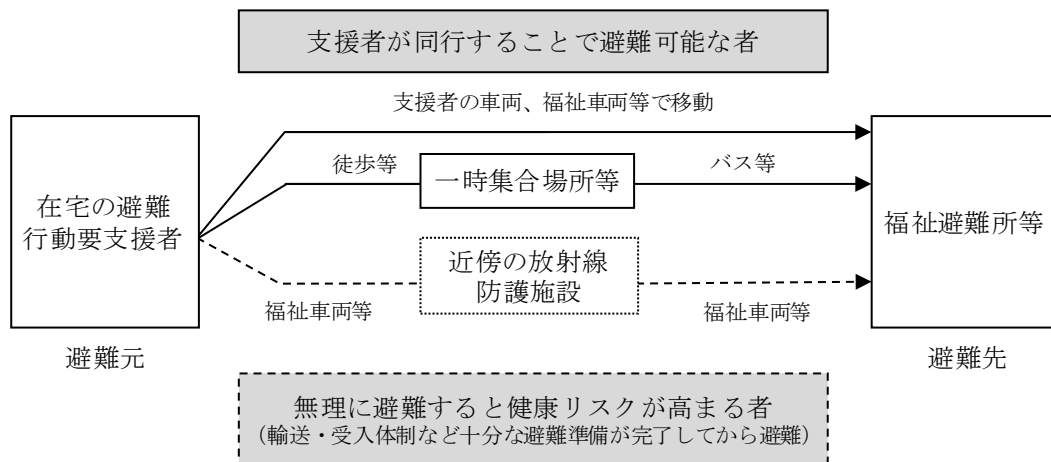 支援者が同行することで避難可能な者
支援者の車両、福祉車両等で移動
徒歩等
一時集合場所等
バス等
在宅の避難
行動要支援者
福祉避難所等
近傍の放射線
防護施設
福祉車両等
福祉車両等
避難元
避難先
無理に避難すると健康リスクが高まる者
（輸送・受入体制など十分な避難準備が完了してから避難）